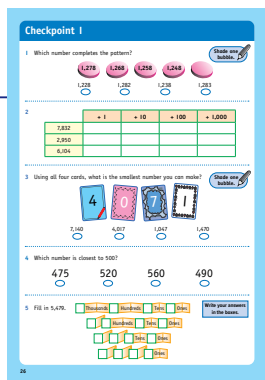 Checkpoint 1
1 Which number completes the pattern?
Shade one bubble.
1,278 1,268 1,258 1,248
1,228 1,282 1,238 1,283
2
+ 1 + 10 + 100 + 1,000
7,832
2,950
6,104
3 Using all four cards, what is the smallest number you can make?
Shade one bubble.
4 0 7 1
7,140 4,017 1,047 1,470
4 Which number is closest to 500?
475 520 560 490
5 Fill in 5,479.
Write your answers in the boxes.
Thousands Hundreds Tens Ones
Hundreds Tens Ones
Tens Ones
Ones
26